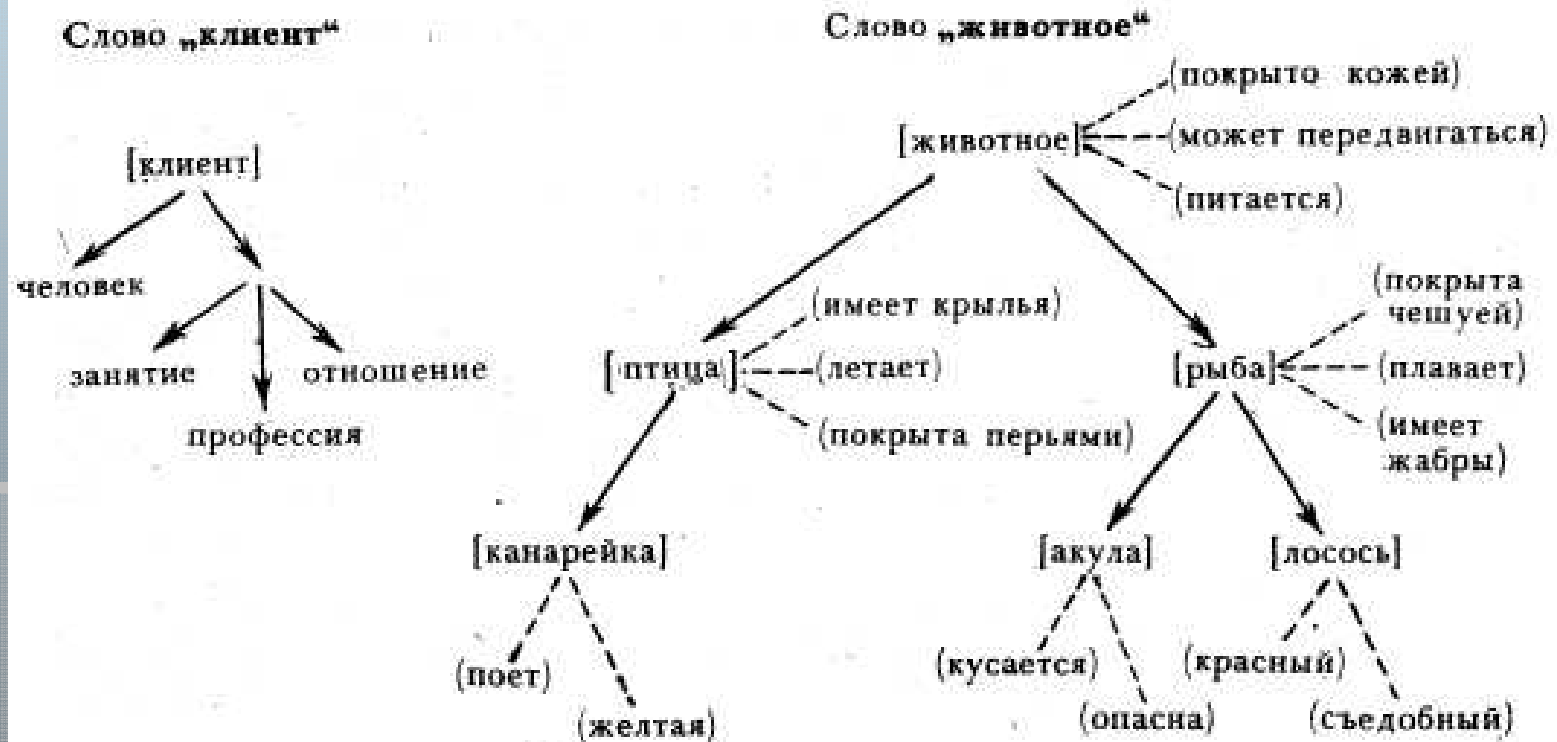 Слово „клиент“
[клиент]
человек
занятие
отношение
профессия
Слово „животное“
(покрыто кожей)
[животное]
(может передвигаться)
(питается)
(имеет крылья)
[птица]
(летает)
(покрыта перьями)
(покрыта
чешуей)
[рыба]
(плавает)
(имеет
жабры)
[канарейка]
(поет)
(желтая)
[акула]
(кусается)
(опасна)
[лосось]
(красный)
(съедобный)